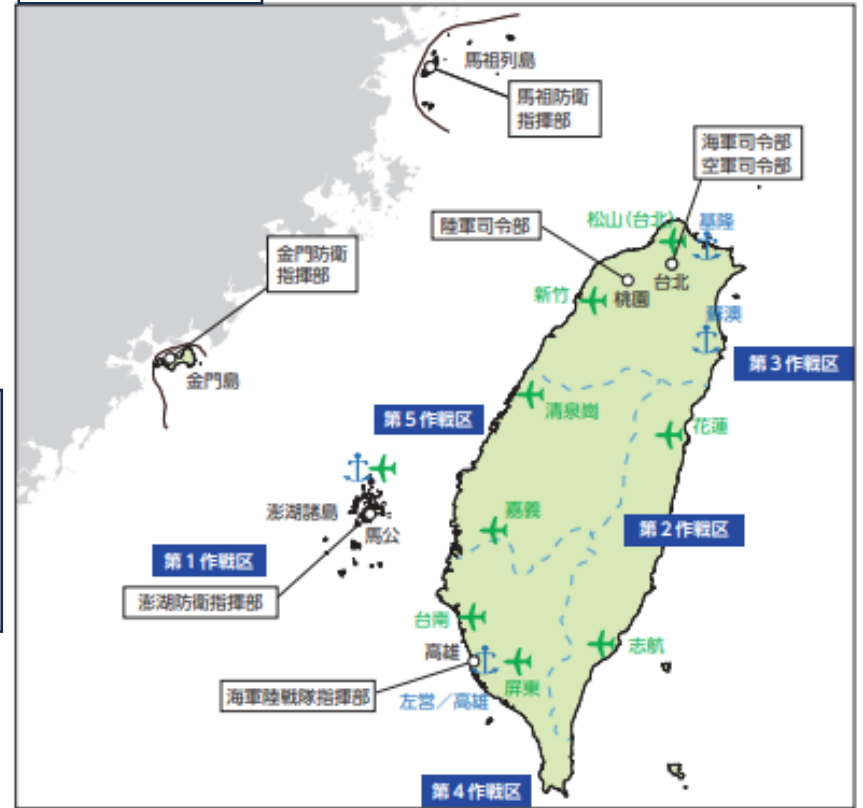 馬祖列島
馬祖防衛
指揮部
海軍司令部
空軍司令部
陸軍司令部
松山(台北)
基隆
金門防衛
指揮部
台北
新竹
桃園
蘇澳
第3作戦区
金門島
清泉崗
第5作戦区
花蓮
澎湖諸島
嘉義
馬公
第2作戦区
第1作戦区
澎湖防衛指揮部
台南
志航
高雄
屏東
海軍陸戦隊指揮部
左営/高雄
第4作戦区